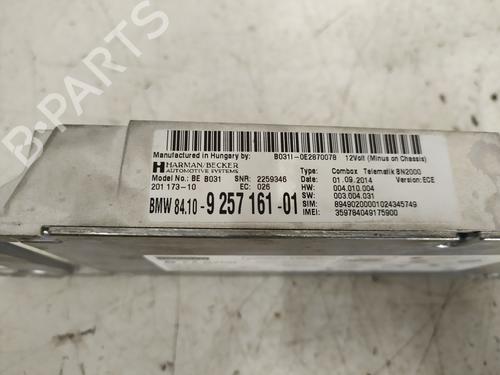 Manufactured in Hungary by: B031I-0E2870078 12Volt (Minus on Chassis)
HARMAN/BECKER
AUTOMOTIVE SYSTEMS
Type: Combox Telematik BN2000
Model No.: BE B031 SNR: 2259346 Date: 01.09.2014 Version: ECE
201 173-10 EC: 026 HW: 004.010.004
SW: 003.004.031
BMW 84.10-9 257 161-01 SIM: 89490200001024345749
IMEI: 359784049175900
B-PARTS